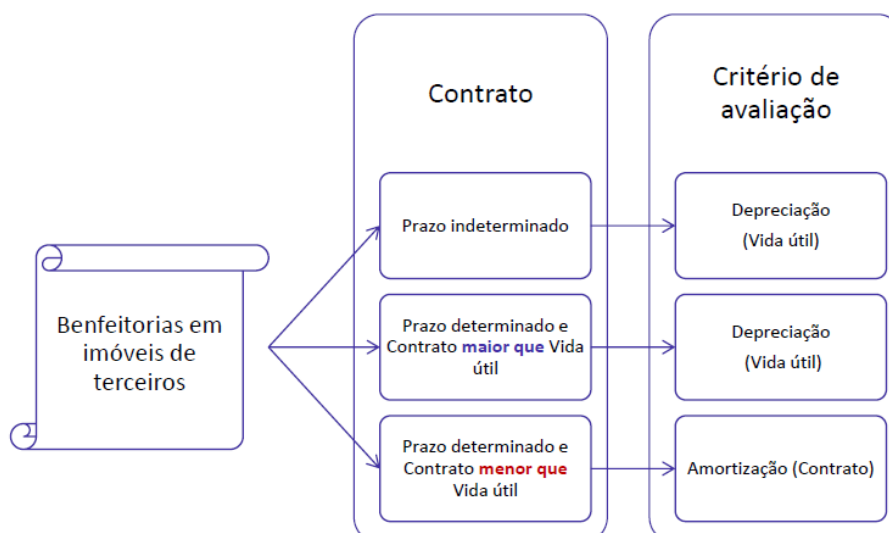 Contrato
Critério de
avaliação
Benfeitorias em
imóveis de
terceiros
Prazo indeterminado
Depreciação
(Vida útil)
Prazo determinado e
Contrato maior que Vida
útil
Depreciação
(Vida útil)
Prazo determinado e
Contrato menor que
Vida útil
Amortização (Contrato)